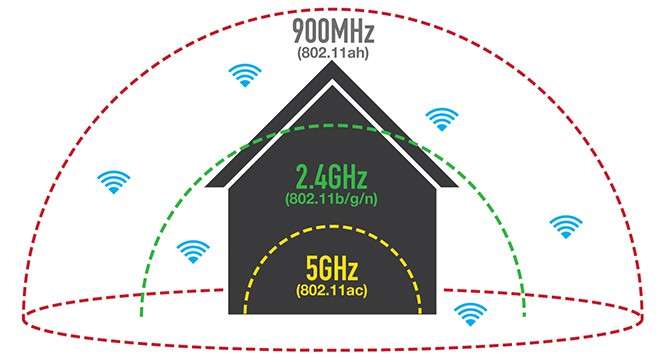 900MHz
(802.11ah)
2.4GHz
(802.11b/g/n)
5GHz
(802.11ac)